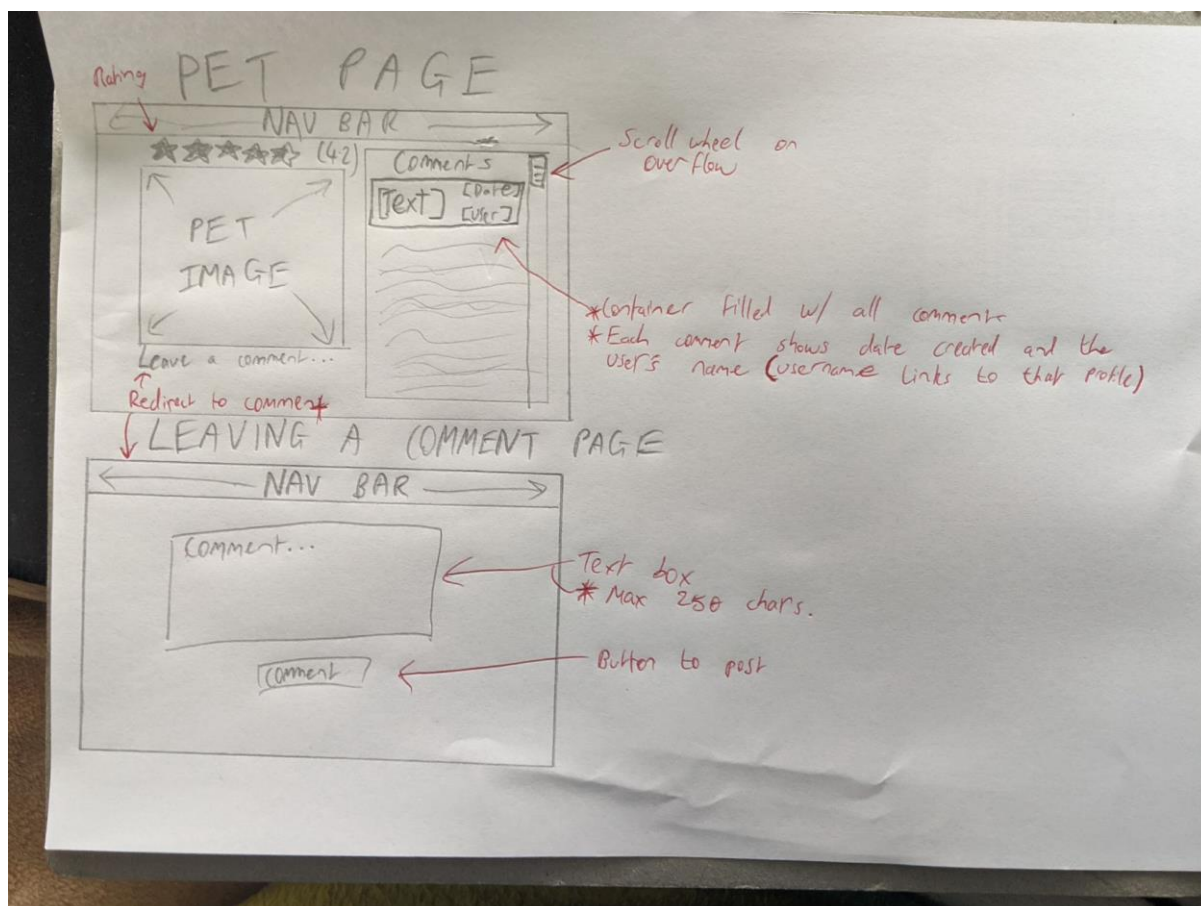 PET PAGE
Rating
NAV BAR
(4.2)
Comments
[Text] [Date]
[User]
PET
IMAGE
Leave a comment...
Redirect to comment
Scroll wheel on
overflow
*Container filled w/ all comments
*Each comment shows date created and the
user's name (username links to that profile)
LEAVING A COMMENT PAGE
NAV BAR
Comment...
Text box
* Max 250 chars.
Comment
Button to post